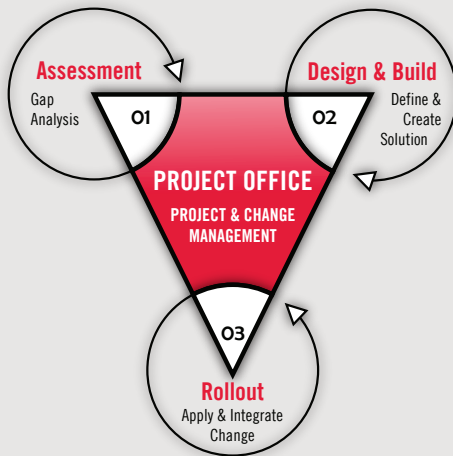 Assessment
Gap
Analysis
01
Design & Build
Define &
Create
Solution
02
PROJECT OFFICE
PROJECT & CHANGE
MANAGEMENT
03
Rollout
Apply & Integrate
Change